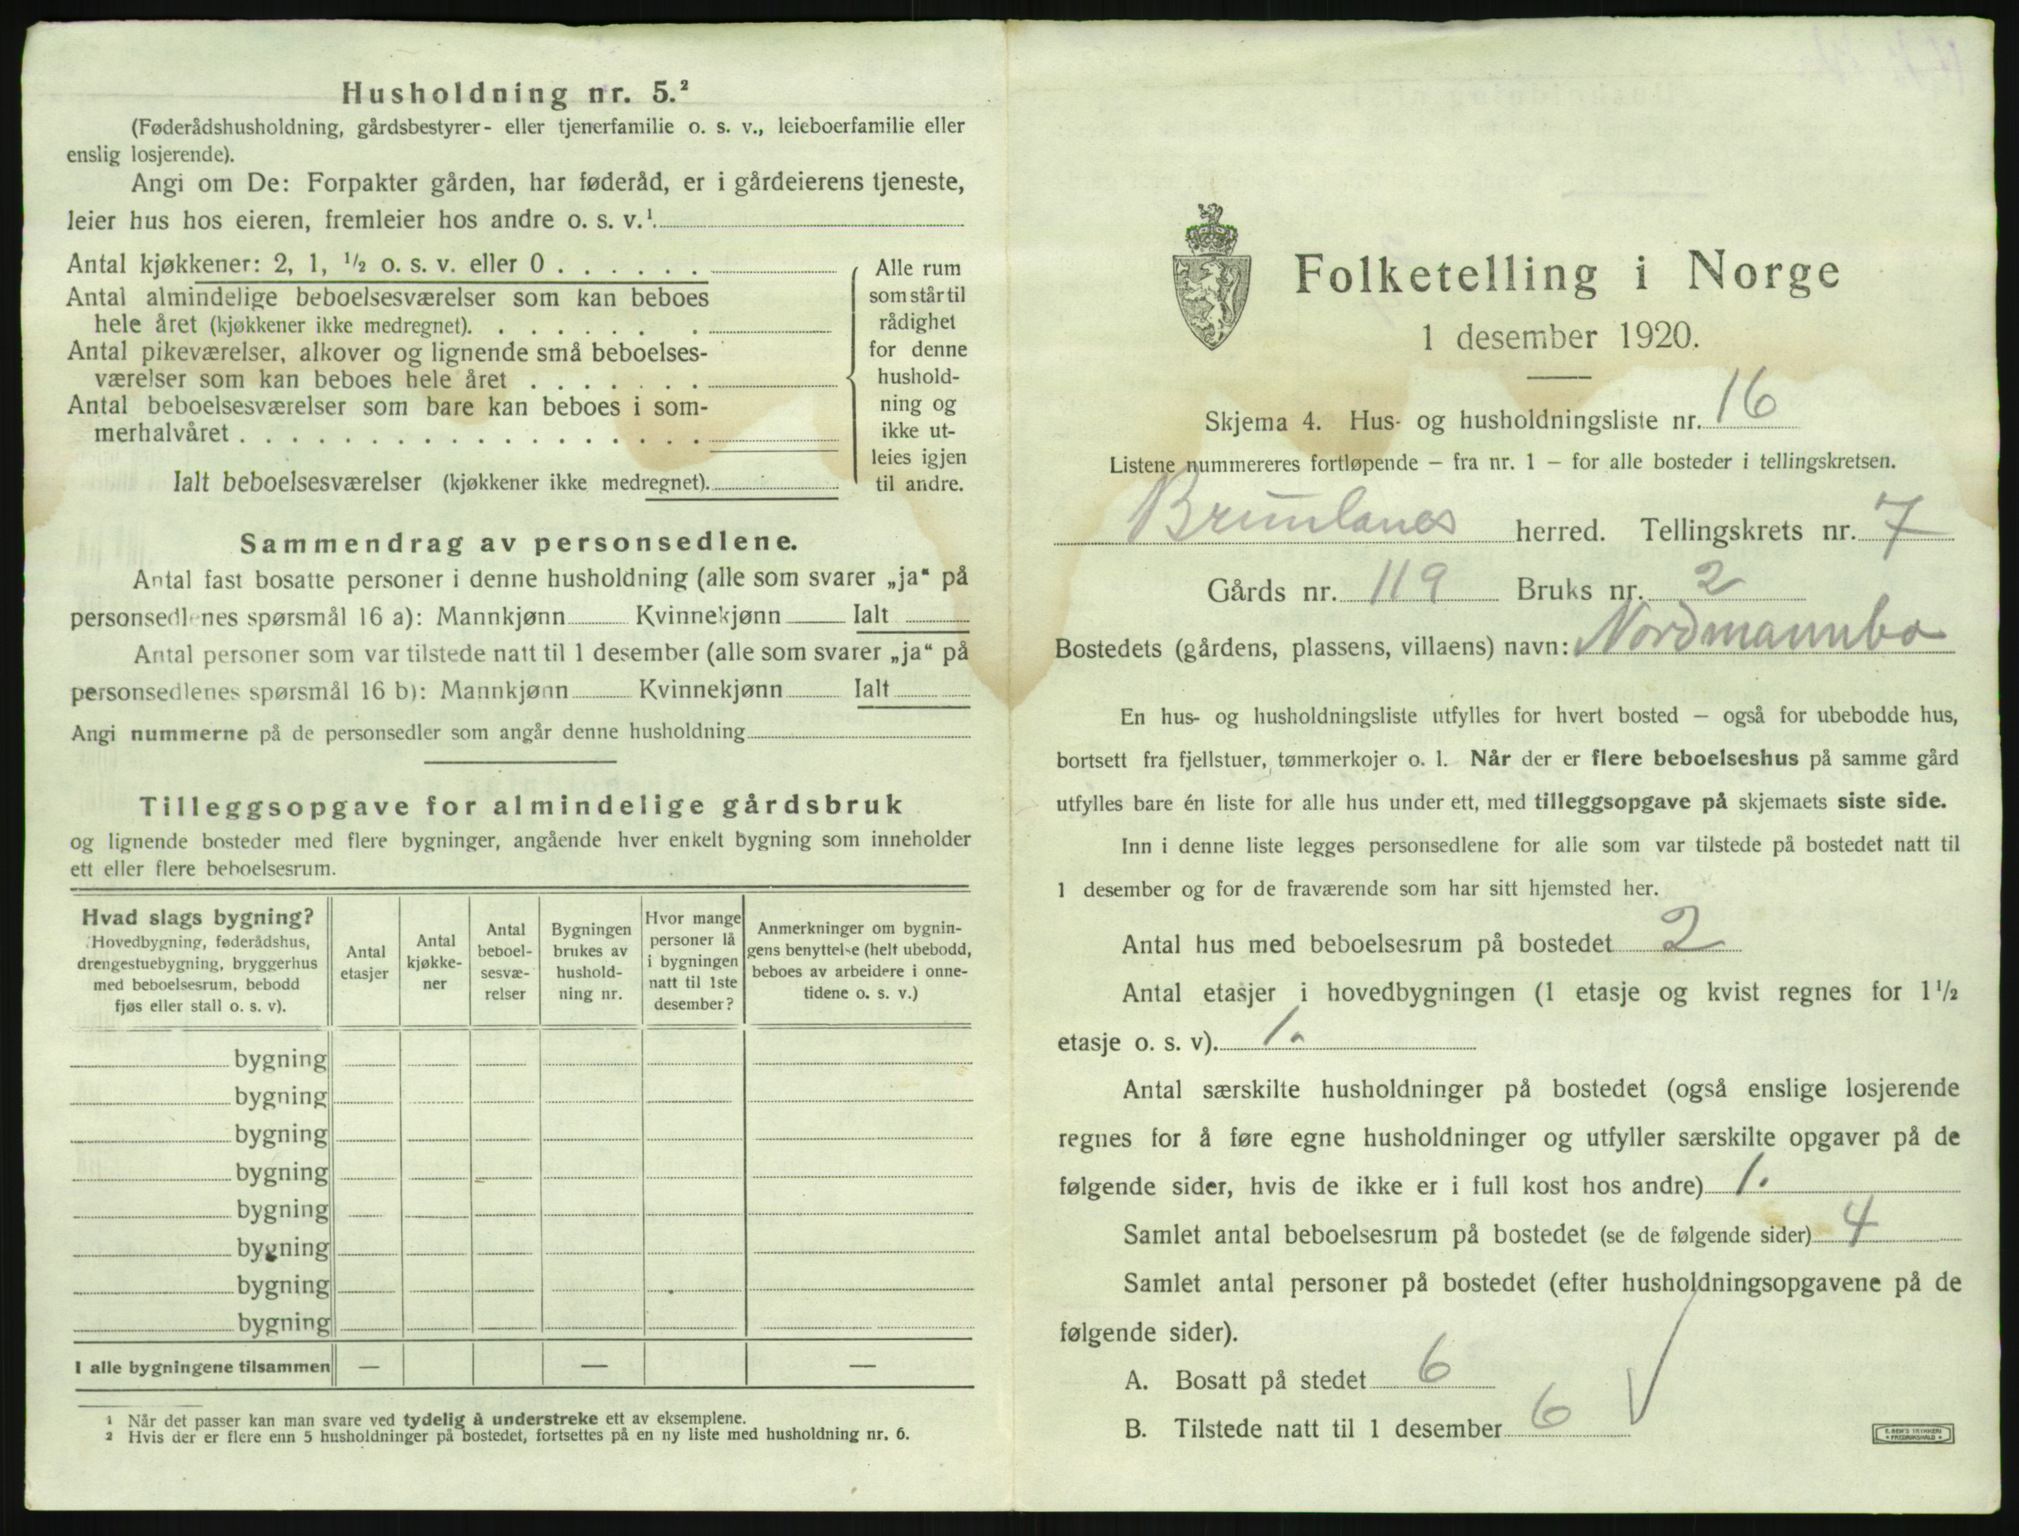 Husholdning nr. 5.²
(Føderådshusholdning, gårdsbestyrer- eller tjenerfamilie o. s. v., leieboerfamilie eller
enslig losjerende).
Angi om De: Forpakter gården, har føderåd, er i gårdeierens tjeneste,
leier hus hos eieren, fremleier hos andre o. s. v.¹
Antal kjøkkener: 2, 1, ½ o. s. v. eller 0
Antal almindelige beboelsesværelser som kan beboes
hele året (kjøkkener ikke medregnet).
Antal pikeværelser, alkover og lignende små beboelses-
værelser som kan beboes hele året
Antal beboelsesværelser som bare kan beboes i som-
merhalvåret
Ialt beboelsesværelser (kjøkkener ikke medregnet).
Alle rum
som står til
rådighet
for denne
hushold-
ning og
ikke ut-
leies igjen
til andre.
Sammendrag av personsedlene.
Antal fast bosatte personer i denne husholdning (alle som svarer „ja“ på
personsedlenes spørsmål 16 a): Mannkjønn Kvinnekjønn Ialt
Antal personer som var tilstede natt til 1 desember (alle som svarer „ja“ på
personsedlenes spørsmål 16 b): Mannkjønn Kvinnekjønn Ialt
Angi nummerne på de personsedler som angår denne husholdning
Tilleggsopgave for almindelige gårdsbruk
og lignende bosteder med flere bygninger, angående hver enkelt bygning som inneholder
ett eller flere beboelsesrum.
Hvad slags bygning?
Hovedbygning, føderådshus,
drengestuebygning, bryggerhus
med beboelsesrum, bebodd
fjøs eller stall o. s. v).
Antal
etasjer
Antal
kjøkke-
ner
Antal
beboel-
sesvæ-
relser
Bygningen
brukes av
hushold-
ning nr.
Hvor mange
personer lå
i bygningen
natt til 1ste
desember?
Anmerkninger om bygnin-
gens benyttelse (helt ubebodd,
beboes av arbeidere i onne-
tidene o. s. v.)
bygning
bygning
bygning
bygning
bygning
bygning
bygning
bygning
I alle bygningene tilsammen — — —
¹ Når det passer kan man svare ved tydelig å understreke ett av eksemplene.
² Hvis der er flere enn 5 husholdninger på bostedet, fortsettes på en ny liste med husholdning nr. 6.
Folketelling i Norge
1 desember 1920.
Skjema 4. Hus- og husholdningsliste nr. 16
Listene nummereres fortløpende — fra nr. 1 — for alle bosteder i tellingskretsen.
Brunlanes herred. Tellingskrets nr. 7
Gårds nr. 119 Bruks nr. 2
Bostedets (gårdens, plassens, villaens) navn: Nordmannbo
En hus- og husholdningsliste utfylles for hvert bosted — også for ubebodde hus,
bortsett fra fjellstuer, tømmerkojer o. l. Når der er flere beboelseshus på samme gård
utfylles bare én liste for alle hus under ett, med tilleggsopgave på skjemaets siste side.
Inn i denne liste legges personsedlene for alle som var tilstede på bostedet natt til
1 desember og for de fraværende som har sitt hjemsted her.
Antal hus med beboelsesrum på bostedet 2
Antal etasjer i hovedbygningen (1 etasje og kvist regnes for 1½
etasje o. s. v). 1.
Antal særskilte husholdninger på bostedet (også enslige losjerende
regnes for å føre egne husholdninger og utfyller særskilte opgaver på de
følgende sider, hvis de ikke er i full kost hos andre) 1.
Samlet antal beboelsesrum på bostedet (se de følgende sider) 4
Samlet antal personer på bostedet (efter husholdningsopgavene på de
følgende sider).
A. Bosatt på stedet 6
B. Tilstede natt til 1 desember 6